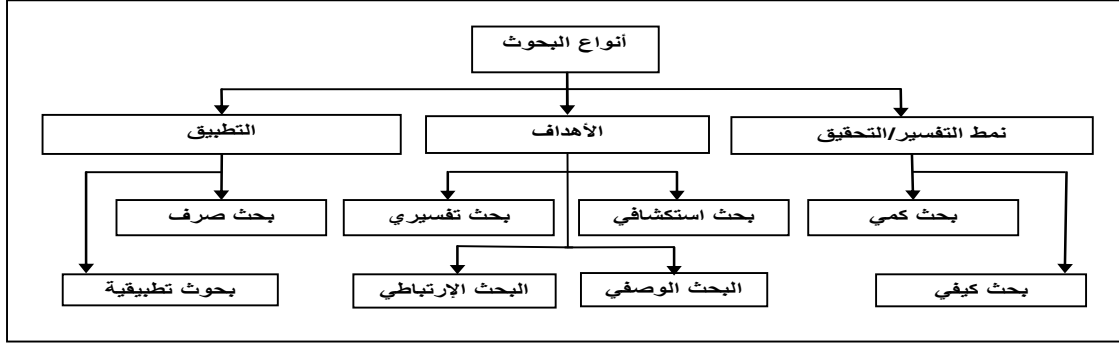 أنواع البحوث
نمط التفسير/التحقيق
الأهداف
التطبيق
بحث كمي
بحث استكشافي
بحث تفسيري
بحث صرف
بحث كيفي
البحث الوصفي
البحث الإرتباطي
بحوث تطبيقية